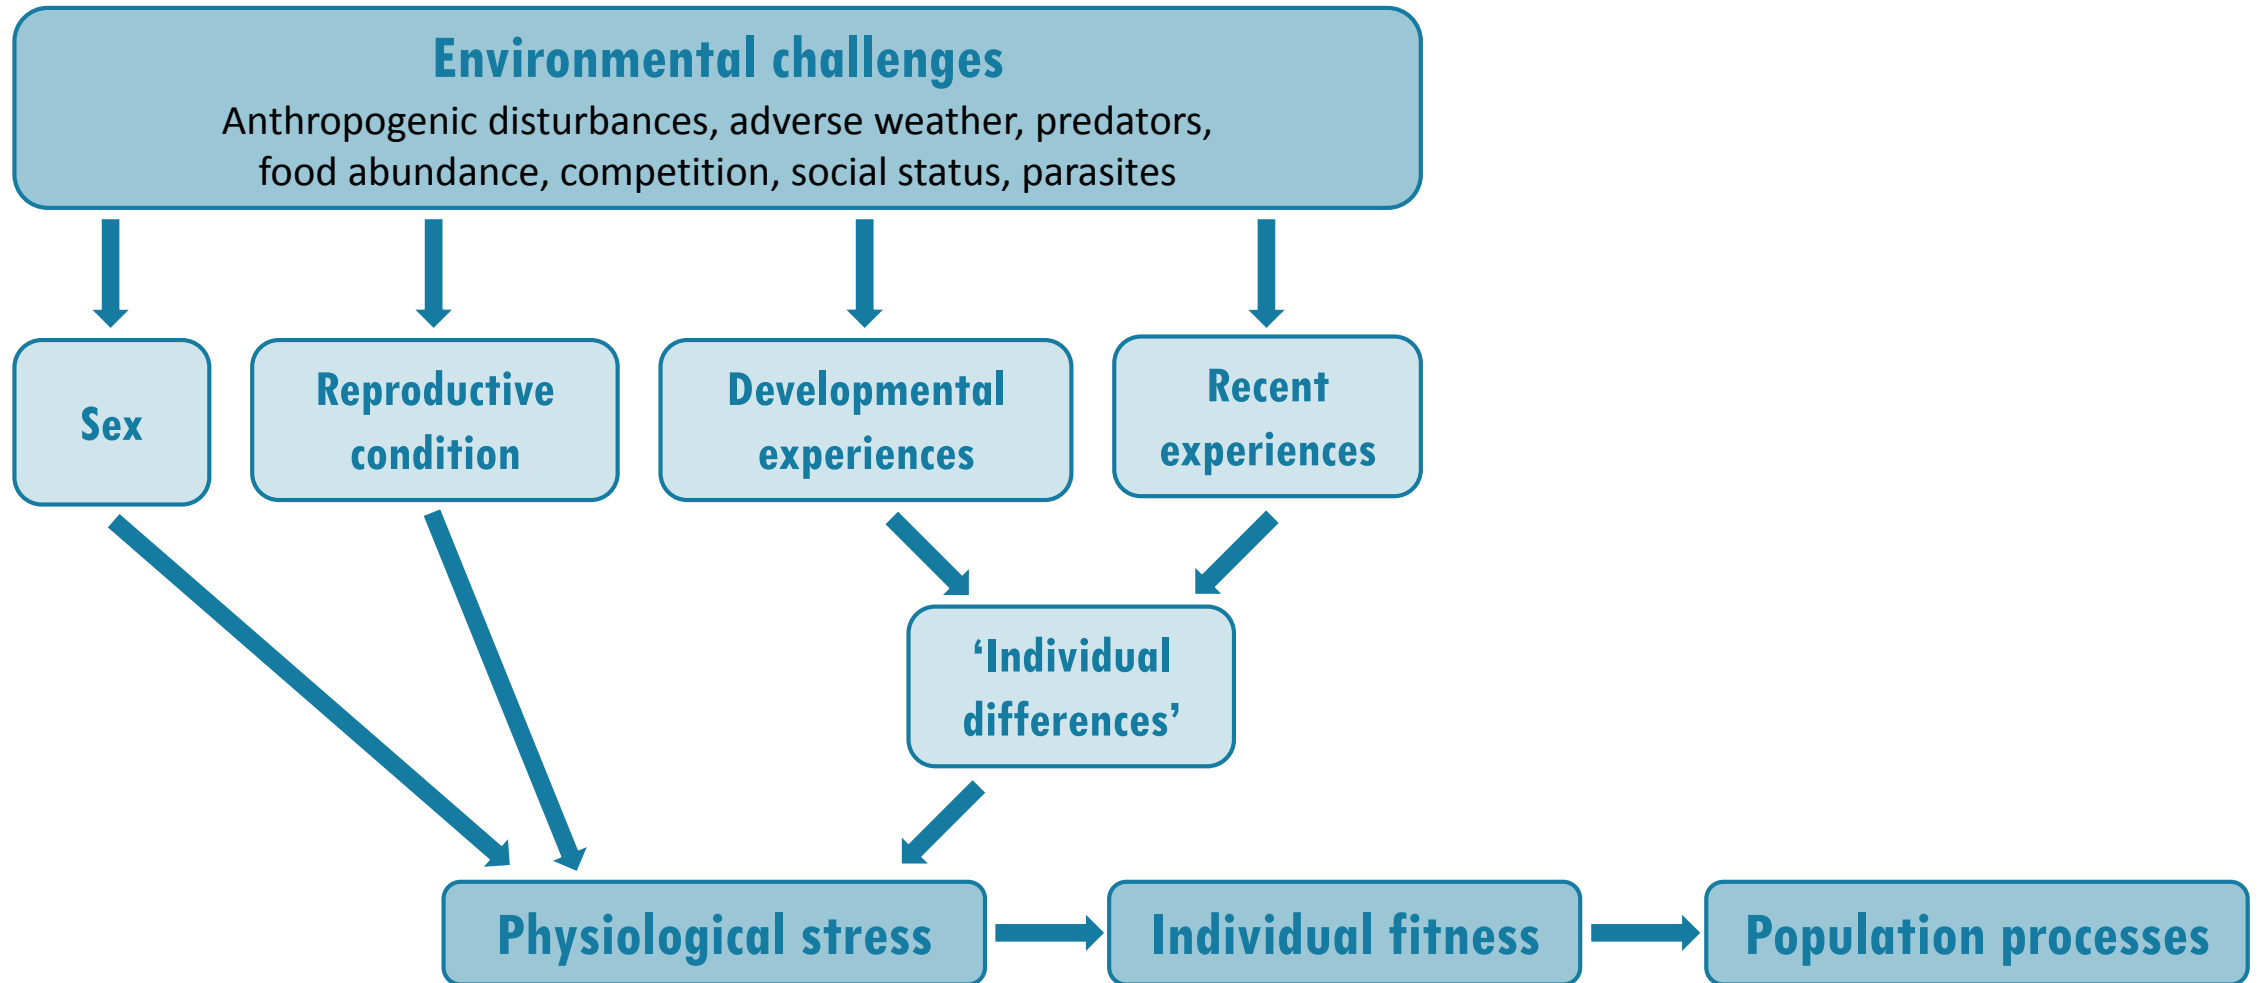 Environmental challenges
Anthropogenic disturbances, adverse weather, predators,
food abundance, competition, social status, parasites
Sex
Reproductive
condition
Developmental
experiences
Recent
experiences
‘Individual
differences’
Physiological stress
Individual fitness
Population processes